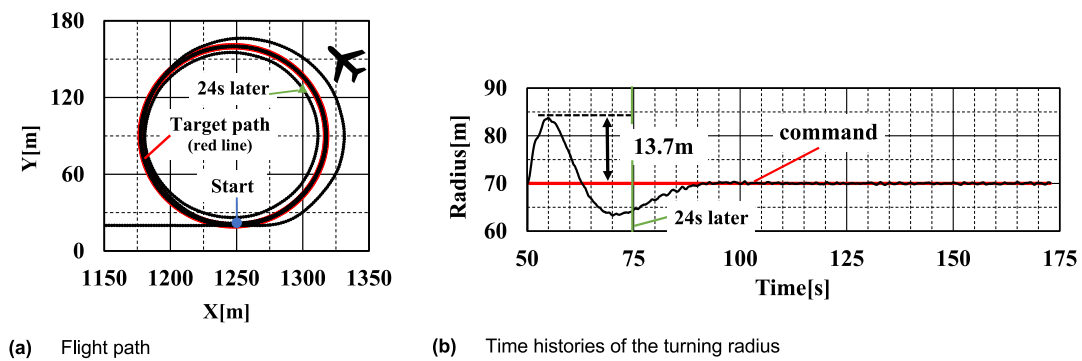 180
120
60
0
Y[m]
24s later
Target path
(red line)
Start
1150 1200 1250 1300 1350
X[m]
(a) Flight path
90
80
70
60
Radius[m]
13.7m
command
24s later
50 75 100 125 150 175
Time[s]
(b) Time histories of the turning radius